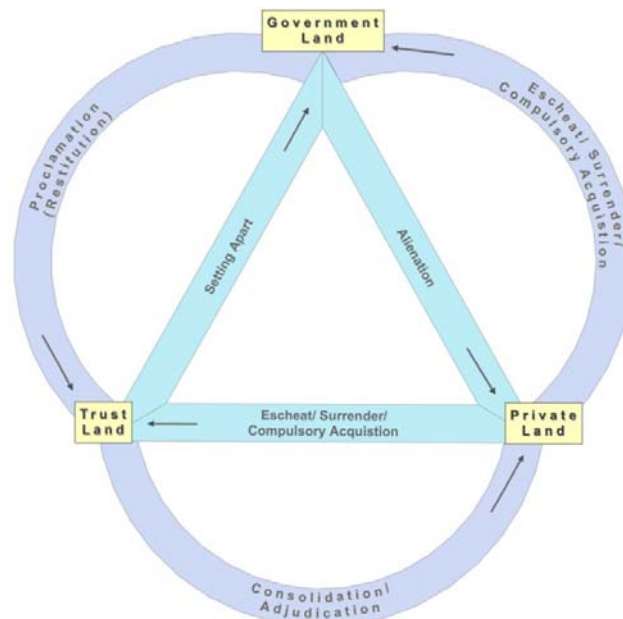 Government
Land
Proclamation
(Restitution)
Escheat/ Surrender/
Compulsory Acquistion
Setting Apart
Alienation
Trust
Land
Escheat/ Surrender/
Compulsory Acquistion
Private
Land
Consolidation/
Adjudication